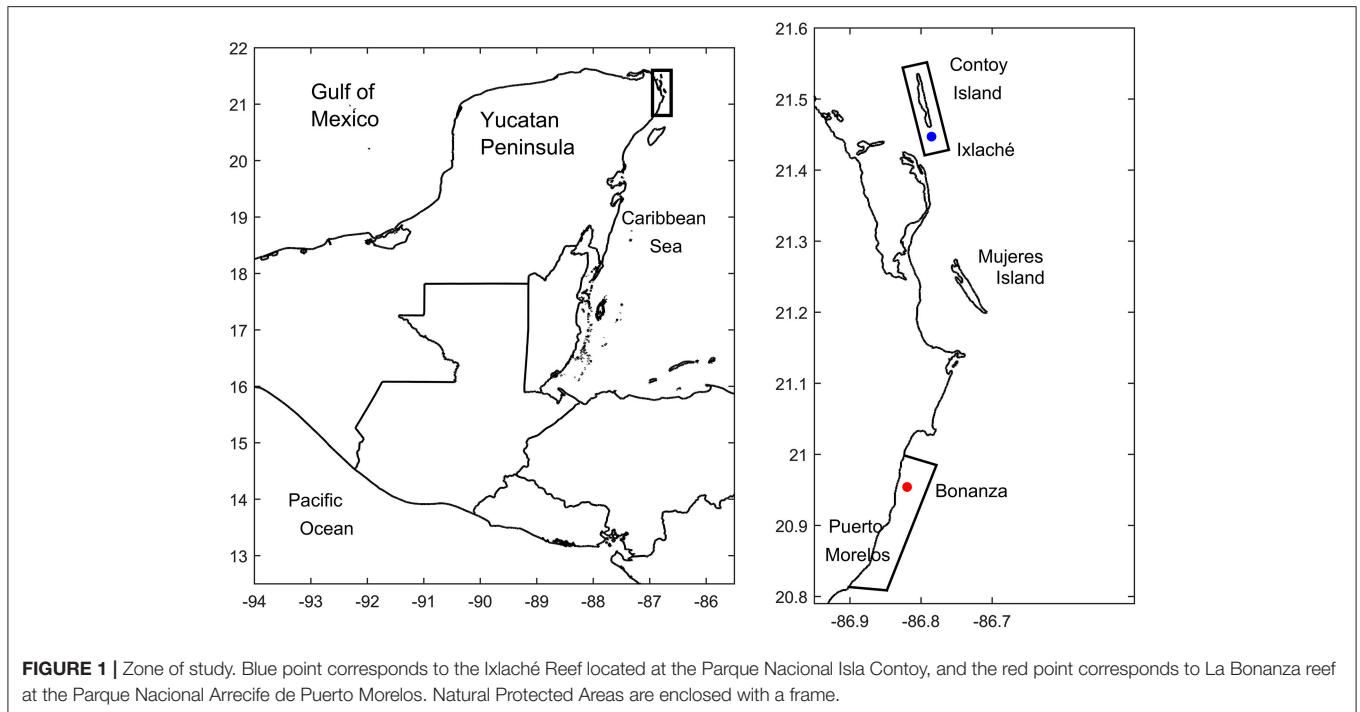 22
21
20
19
18
17
16
15
14
13
-94
-93
-92
-91
-90
-89
-88
-87
-86
Gulf of
Mexico
Yucatan
Peninsula
Caribbean
Sea
Pacific
Ocean
21.6
21.5
21.4
21.3
21.2
21.1
21
20.9
20.8
-86.9
-86.8
-86.7
Contoy
Island
Ixlaché
Mujeres
Island
Bonanza
Puerto
Morelos
FIGURE 1 | Zone of study. Blue point corresponds to the Ixlaché Reef located at the Parque Nacional Isla Contoy, and the red point corresponds to La Bonanza reef
at the Parque Nacional Arrecife de Puerto Morelos. Natural Protected Areas are enclosed with a frame.